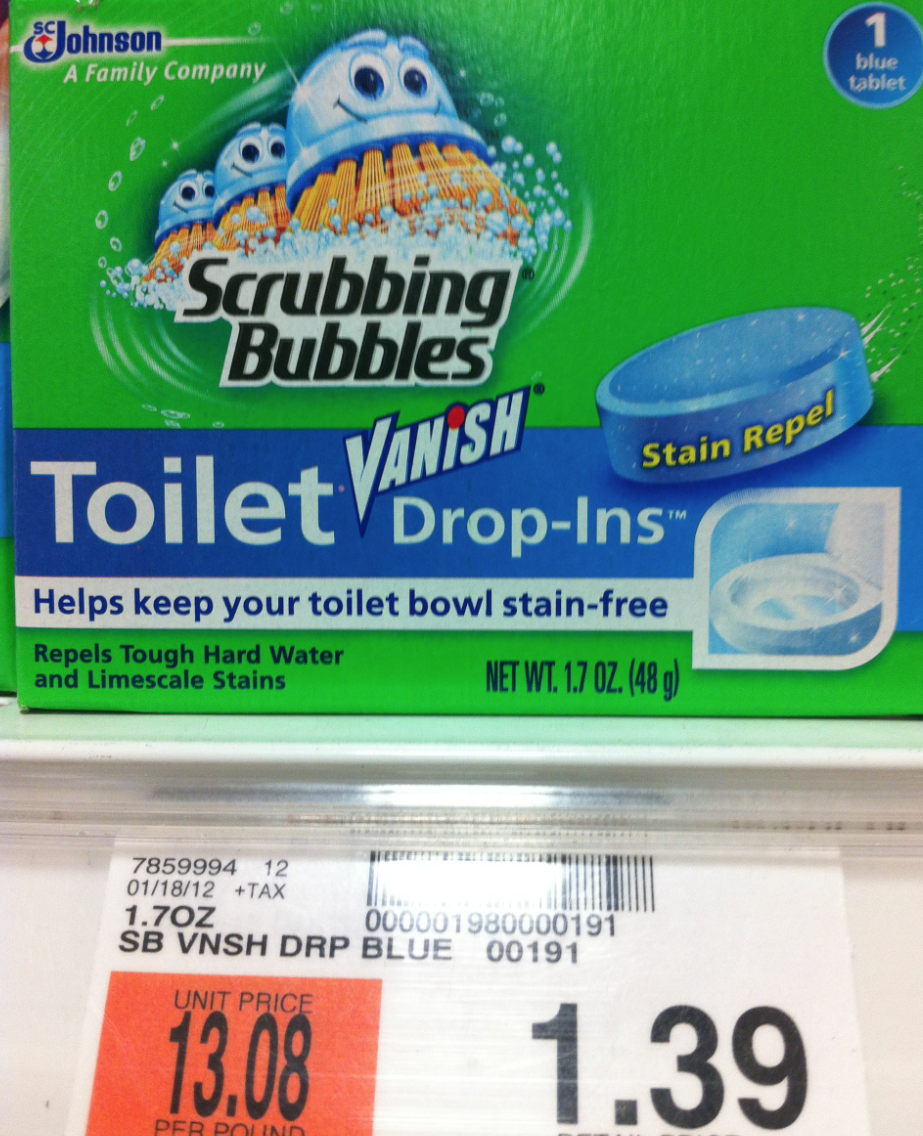 SC Johnson
A Family Company
1
blue
tablet
Scrubbing
Bubbles®
Stain Repel
Toilet VANiSH®
Drop-Ins™
Helps keep your toilet bowl stain-free
Repels Tough Hard Water
and Limescale Stains
NET WT. 1.7 OZ. (48 g)
7859994 12
01/18/12 +TAX
1.7OZ 000001980000191
SB VNSH DRP BLUE 00191
UNIT PRICE
13.08
PER POUND
1.39